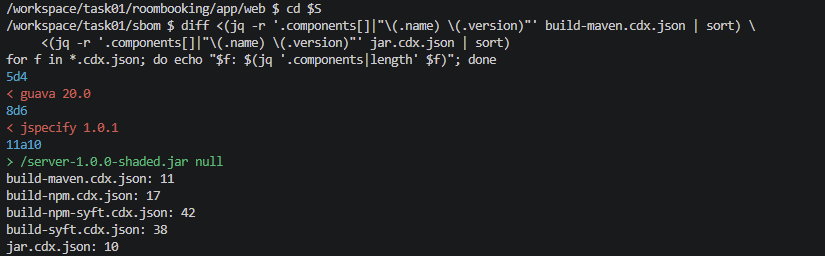 /workspace/task01/roombooking/app/web $ cd $S
/workspace/task01/sbom $ diff <(jq -r '.components[]|"\(.name) \(.version)"' build-maven.cdx.json | sort) \
     <(jq -r '.components[]|"\(.name) \(.version)"' jar.cdx.json | sort)
for f in *.cdx.json; do echo "$f: $(jq '.components|length' $f)"; done
5d4
< guava 20.0
8d6
< jspecify 1.0.1
11a10
> /server-1.0.0-shaded.jar null
build-maven.cdx.json: 11
build-npm.cdx.json: 17
build-npm-syft.cdx.json: 42
build-syft.cdx.json: 38
jar.cdx.json: 10